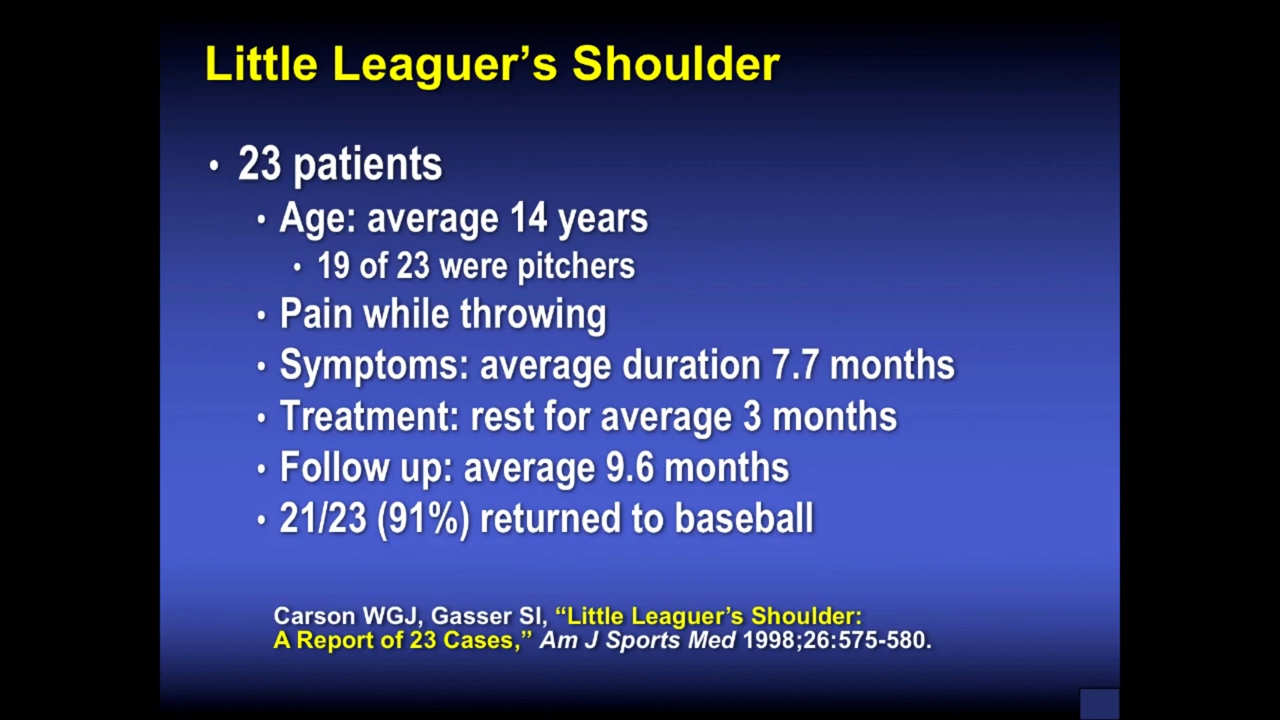 Little Leaguer’s Shoulder
• 23 patients
• Age: average 14 years
• 19 of 23 were pitchers
• Pain while throwing
• Symptoms: average duration 7.7 months
• Treatment: rest for average 3 months
• Follow up: average 9.6 months
• 21/23 (91%) returned to baseball
Carson WGJ, Gasser SI, “Little Leaguer’s Shoulder:
A Report of 23 Cases,” Am J Sports Med 1998;26:575-580.